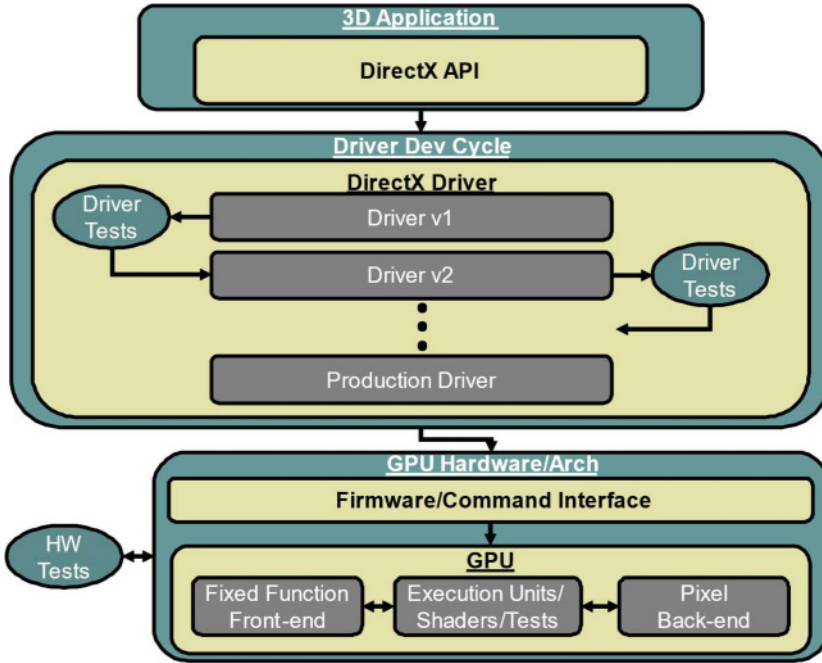 3D Application
DirectX API
Driver Dev Cycle
DirectX Driver
Driver
Tests
Driver v1
Driver v2
Driver
Tests
Production Driver
GPU Hardware/Arch
Firmware/Command Interface
HW
Tests
GPU
Fixed Function
Front-end
Execution Units/
Shaders/Tests
Pixel
Back-end